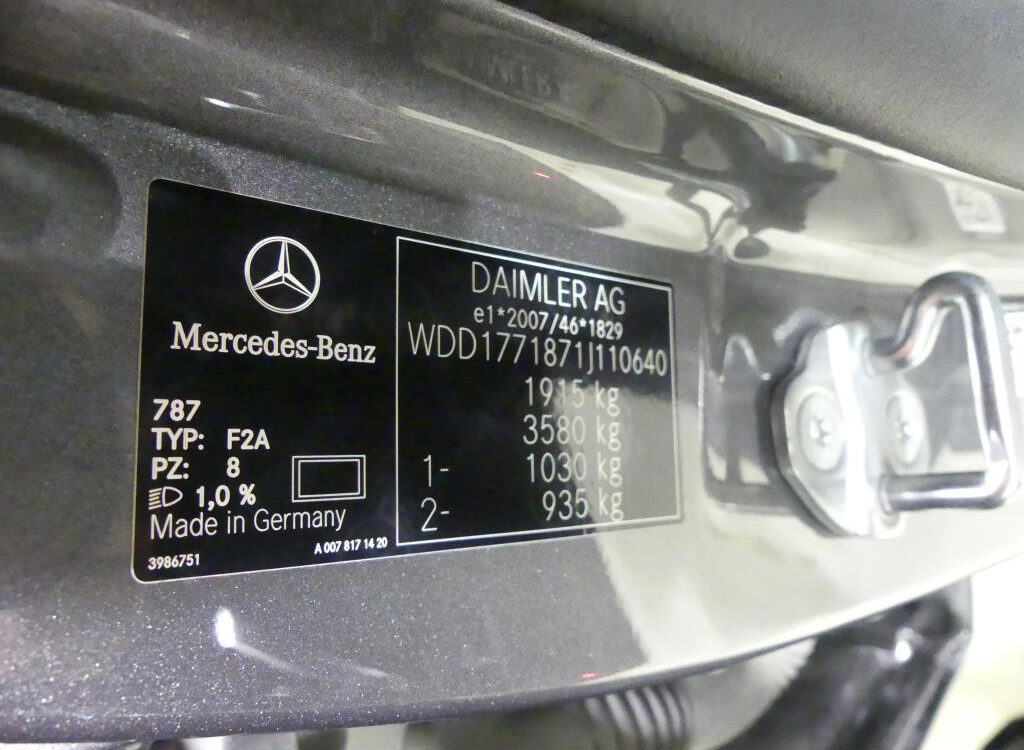 Mercedes-Benz
787
TYP: F2A
PZ: 8
1,0 %
Made in Germany
3986751
A 007 817 14 20
DAIMLER AG
e1*2007/46*1829
WDD1771871J110640
1915 kg
3580 kg
1- 1030 kg
2- 935 kg